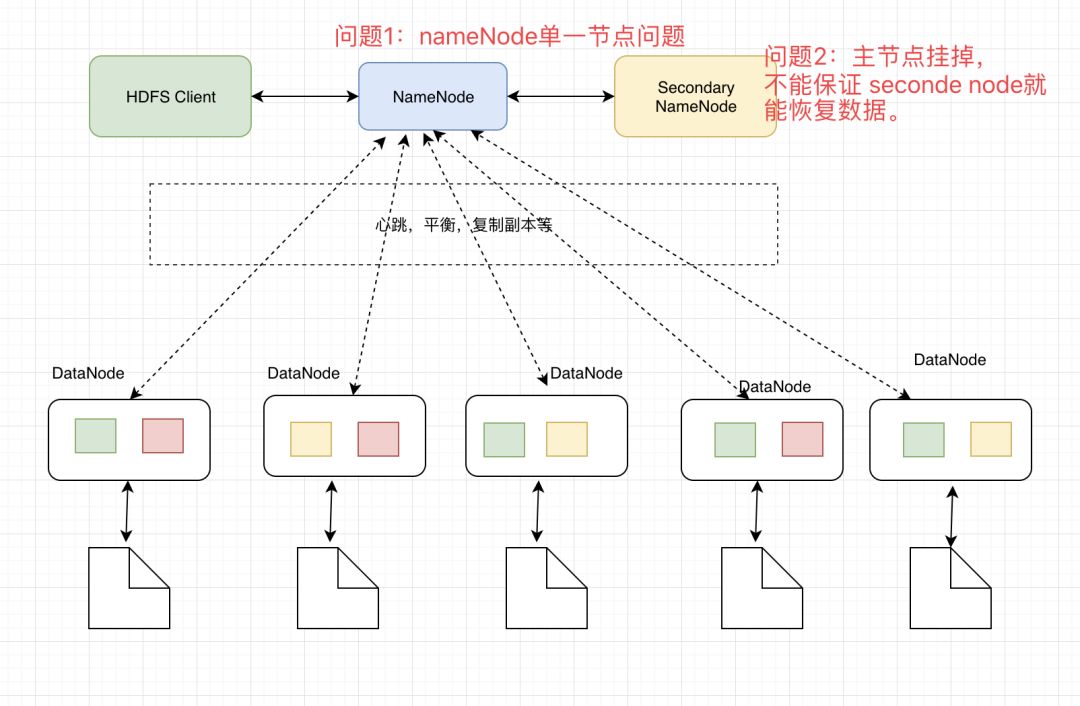 问题1：nameNode单一节点问题
问题2：主节点挂掉，
不能保证 seconde node就
能恢复数据。
HDFS Client
NameNode
Secondary
NameNode
心跳，平衡，复制副本等
DataNode
DataNode
DataNode
DataNode
DataNode